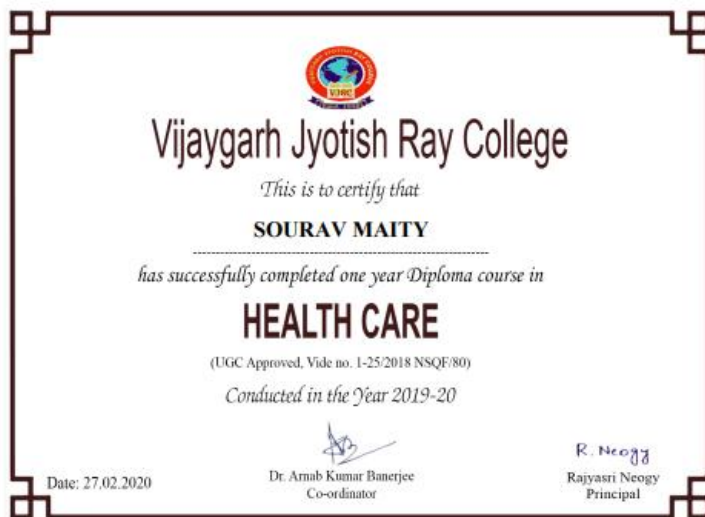 VJRC
Vijaygarh Jyotish Ray College
This is to certify that
SOURAV MAITY
has successfully completed one year Diploma course in
HEALTH CARE
(UGC Approved, Vide no. 1-25/2018 NSQF/80)
Conducted in the Year 2019-20
R. Neogy
Date: 27.02.2020
Dr. Arnab Kumar Banerjee
Co-ordinator
Rajyasri Neogy
Principal